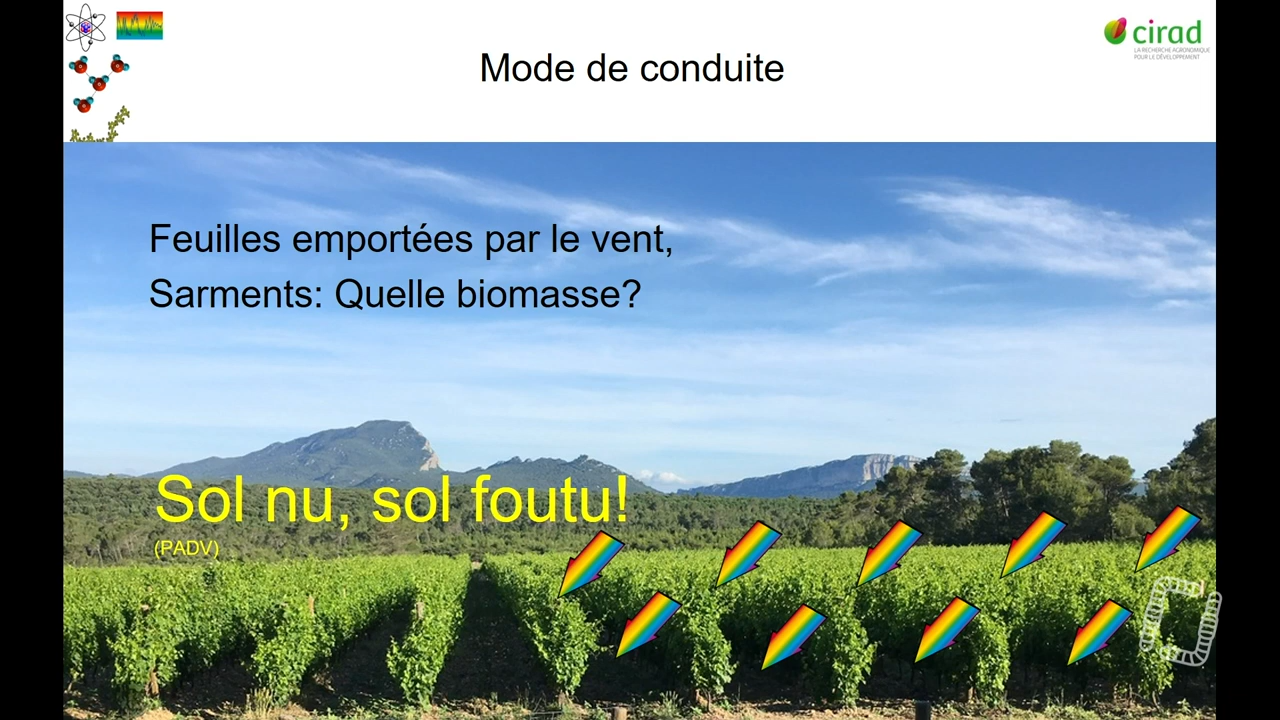 cirad
LA RECHERCHE AGRONOMIQUE
POUR LE DÉVELOPPEMENT
Mode de conduite
Feuilles emportées par le vent,
Sarments: Quelle biomasse?
Sol nu, sol foutu!
(PADV)